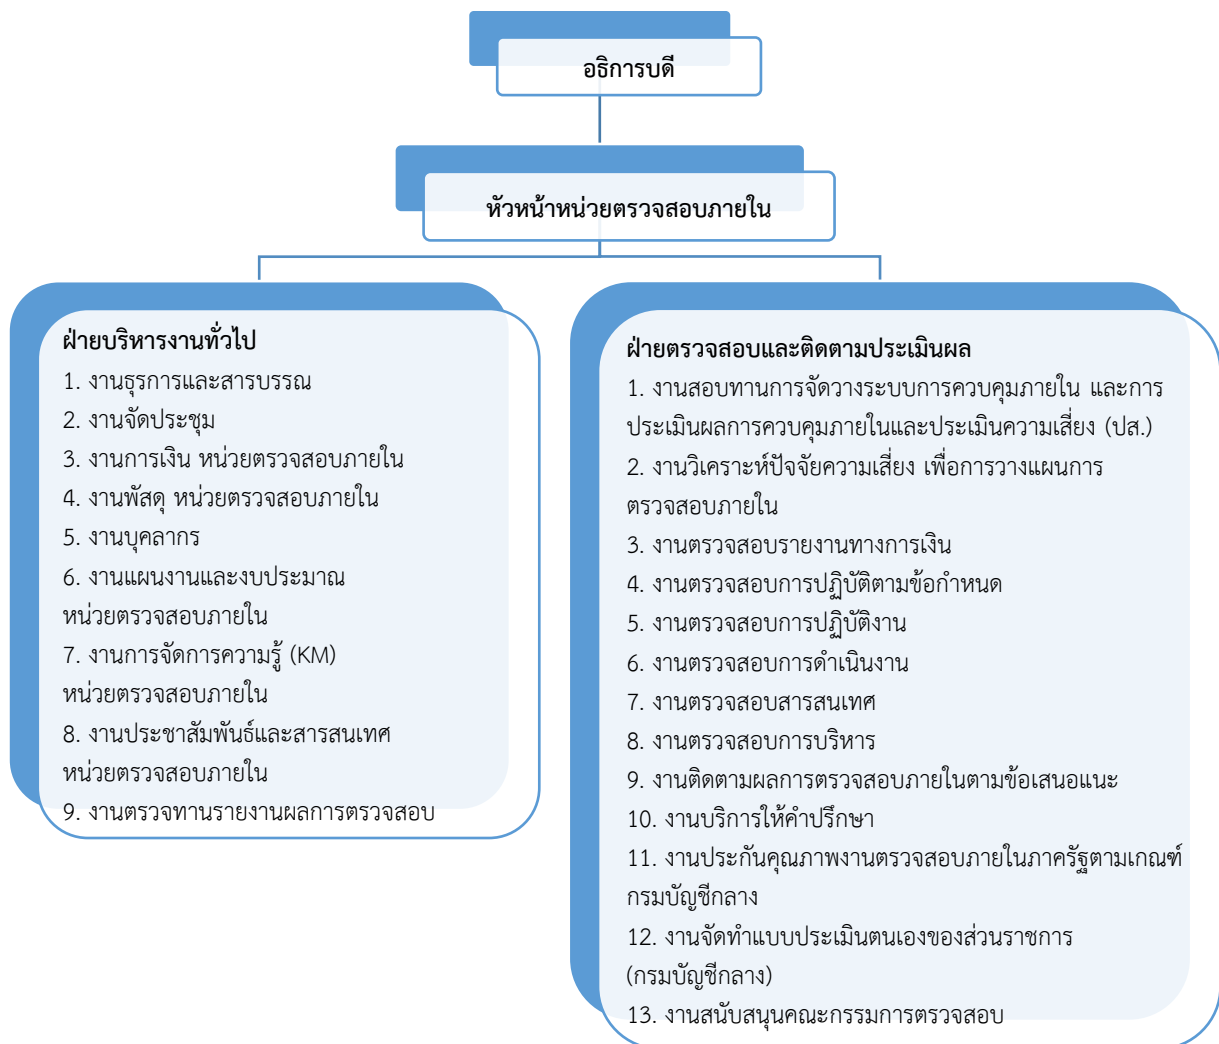 อธิการบดี
หัวหน้าหน่วยตรวจสอบภายใน
ฝ่ายบริหารงานทั่วไป
1. งานธุรการและสารบรรณ
2. งานจัดประชุม
3. งานการเงิน หน่วยตรวจสอบภายใน
4. งานพัสดุ หน่วยตรวจสอบภายใน
5. งานบุคลากร
6. งานแผนงานและงบประมาณ
หน่วยตรวจสอบภายใน
7. งานการจัดการความรู้ (KM)
หน่วยตรวจสอบภายใน
8. งานประชาสัมพันธ์และสารสนเทศ
หน่วยตรวจสอบภายใน
9. งานตรวจทานรายงานผลการตรวจสอบ
ฝ่ายตรวจสอบและติดตามประเมินผล
1. งานสอบทานการจัดวางระบบการควบคุมภายใน และการ
ประเมินผลการควบคุมภายในและประเมินความเสี่ยง (ปส.)
2. งานวิเคราะห์ปัจจัยความเสี่ยง เพื่อการวางแผนการ
ตรวจสอบภายใน
3. งานตรวจสอบรายงานทางการเงิน
4. งานตรวจสอบการปฏิบัติตามข้อกำหนด
5. งานตรวจสอบการปฏิบัติงาน
6. งานตรวจสอบการดำเนินงาน
7. งานตรวจสอบสารสนเทศ
8. งานตรวจสอบการบริหาร
9. งานติดตามผลการตรวจสอบภายในตามข้อเสนอแนะ
10. งานบริการให้คำปรึกษา
11. งานประกันคุณภาพงานตรวจสอบภายในภาครัฐตามเกณฑ์
กรมบัญชีกลาง
12. งานจัดทำแบบประเมินตนเองของส่วนราชการ
(กรมบัญชีกลาง)
13. งานสนับสนุนคณะกรรมการตรวจสอบ